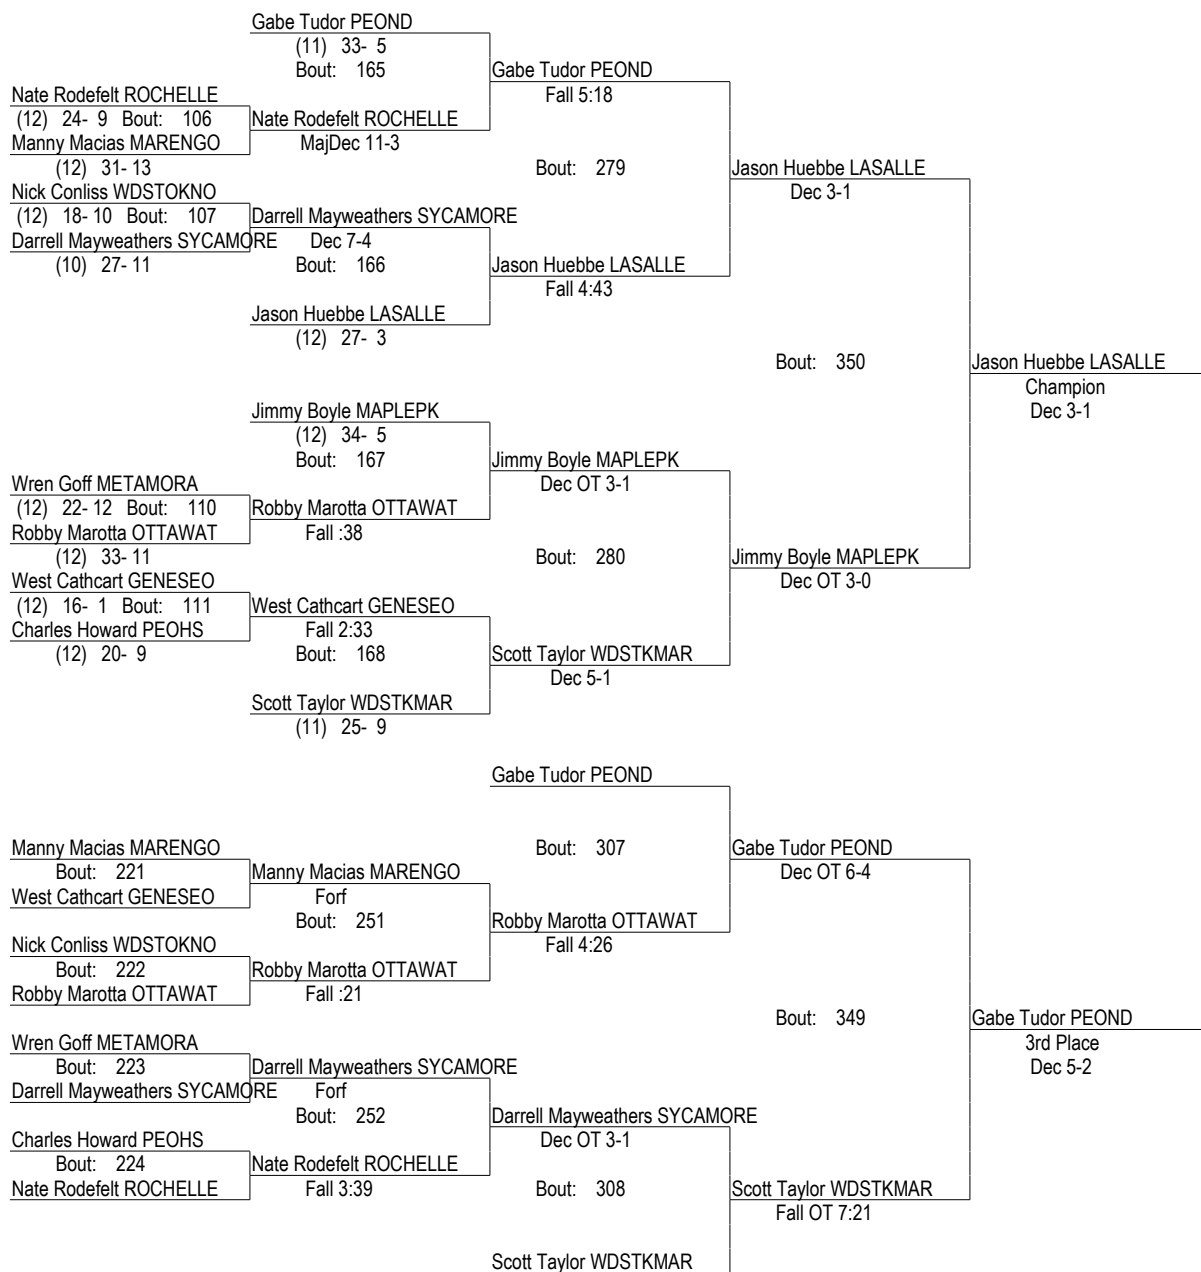 Gabe Tudor PEOND
(11) 33- 5
Bout: 165 Gabe Tudor PEOND
Nate Rodefelt ROCHELLE Fall 5:18
(12) 24- 9 Bout: 106 Nate Rodefelt ROCHELLE
Manny Macias MARENGO MajDec 11-3
(12) 31- 13 Bout: 279 Jason Huebbe LASALLE
Nick Conliss WDSTOKNO Dec 3-1
(12) 18- 10 Bout: 107 Darrell Mayweathers SYCAMORE
Darrell Mayweathers SYCAMORE Dec 7-4
(10) 27- 11 Bout: 166 Jason Huebbe LASALLE
Fall 4:43
Jason Huebbe LASALLE
(12) 27- 3
Bout: 350 Jason Huebbe LASALLE
Champion
Jimmy Boyle MAPLEPK Dec 3-1
(12) 34- 5
Bout: 167 Jimmy Boyle MAPLEPK
Wren Goff METAMORA Dec OT 3-1
(12) 22- 12 Bout: 110 Robby Marotta OTTAWAT
Robby Marotta OTTAWAT Fall :38
(12) 33- 11 Bout: 280 Jimmy Boyle MAPLEPK
West Cathcart GENESEO Dec OT 3-0
(12) 16- 1 Bout: 111 West Cathcart GENESEO
Charles Howard PEOHS Fall 2:33
(12) 20- 9 Bout: 168 Scott Taylor WDSTKMAR
Dec 5-1
Scott Taylor WDSTKMAR
(11) 25- 9
Gabe Tudor PEOND
Manny Macias MARENGO Bout: 307 Gabe Tudor PEOND
Bout: 221 Manny Macias MARENGO Dec OT 6-4
West Cathcart GENESEO Forf
Bout: 251 Robby Marotta OTTAWAT
Nick Conliss WDSTOKNO Fall 4:26
Bout: 222 Robby Marotta OTTAWAT
Robby Marotta OTTAWAT Fall :21
Bout: 349 Gabe Tudor PEOND
Wren Goff METAMORA 3rd Place
Bout: 223 Darrell Mayweathers SYCAMORE Dec 5-2
Darrell Mayweathers SYCAMORE Forf
Bout: 252 Darrell Mayweathers SYCAMORE
Charles Howard PEOHS Dec OT 3-1
Bout: 224 Nate Rodefelt ROCHELLE
Nate Rodefelt ROCHELLE Fall 3:39 Bout: 308 Scott Taylor WDSTKMAR
Fall OT 7:21
Scott Taylor WDSTKMAR